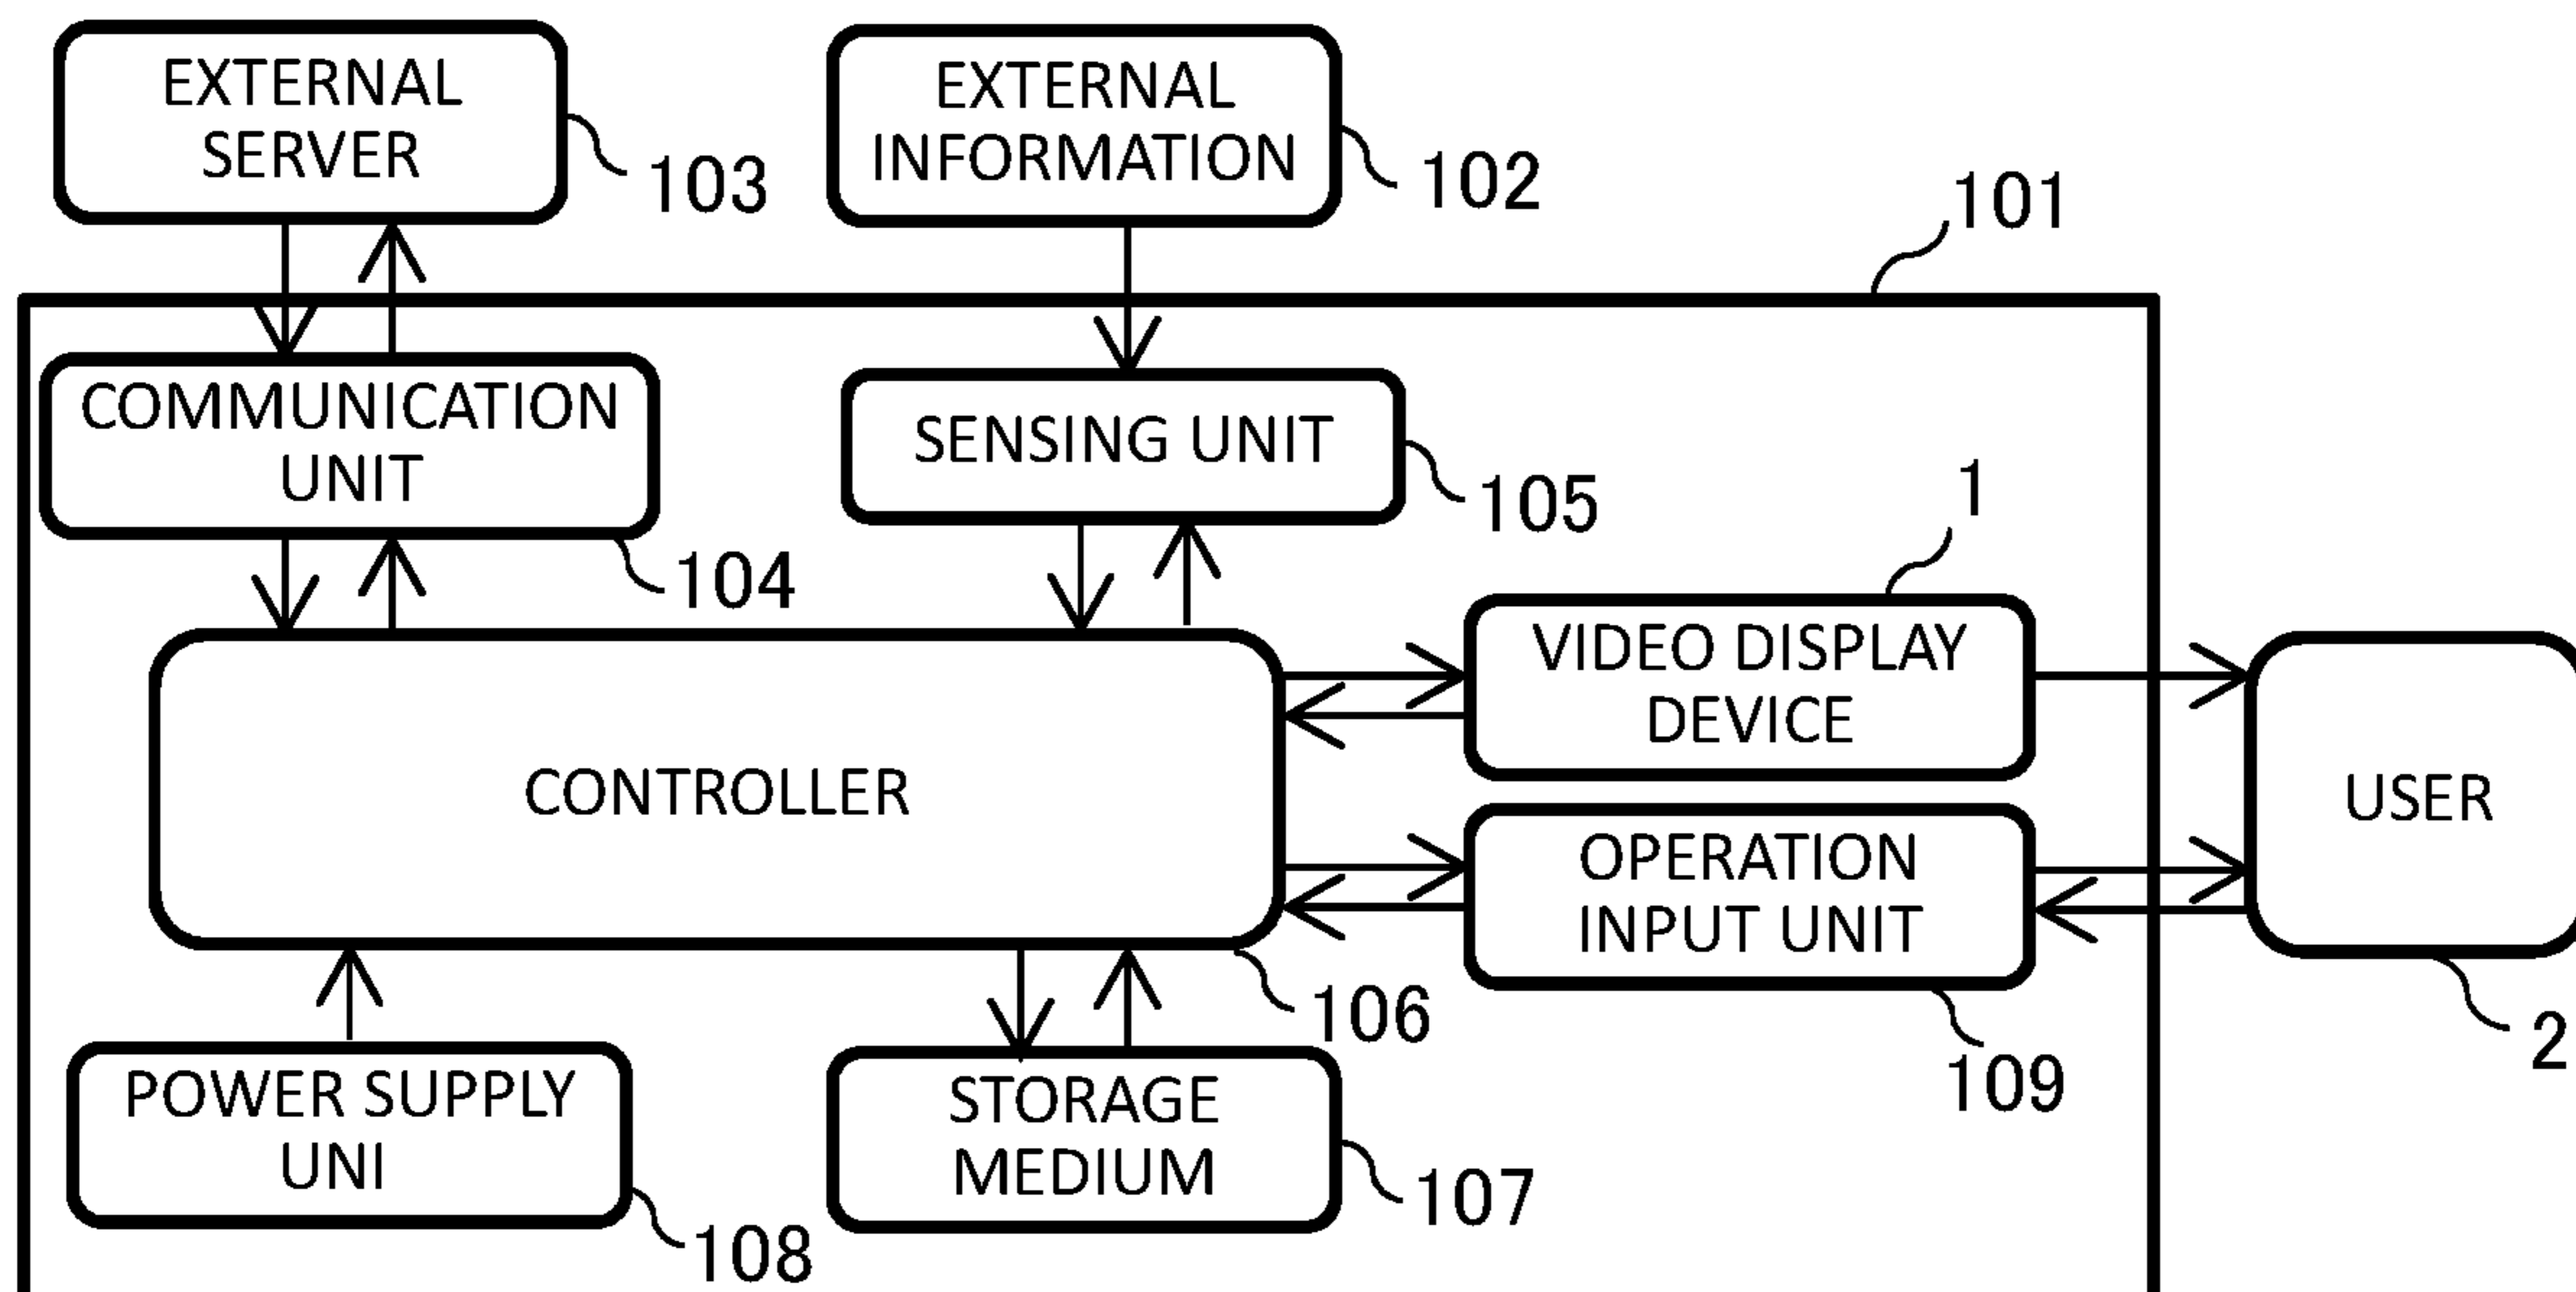 EXTERNAL
SERVER
103
EXTERNAL
INFORMATION
102
101
COMMUNICATION
UNIT
104
SENSING UNIT
105
1
VIDEO DISPLAY
DEVICE
CONTROLLER
106
OPERATION
INPUT UNIT
109
USER
2
POWER SUPPLY
UNI
108
STORAGE
MEDIUM
107